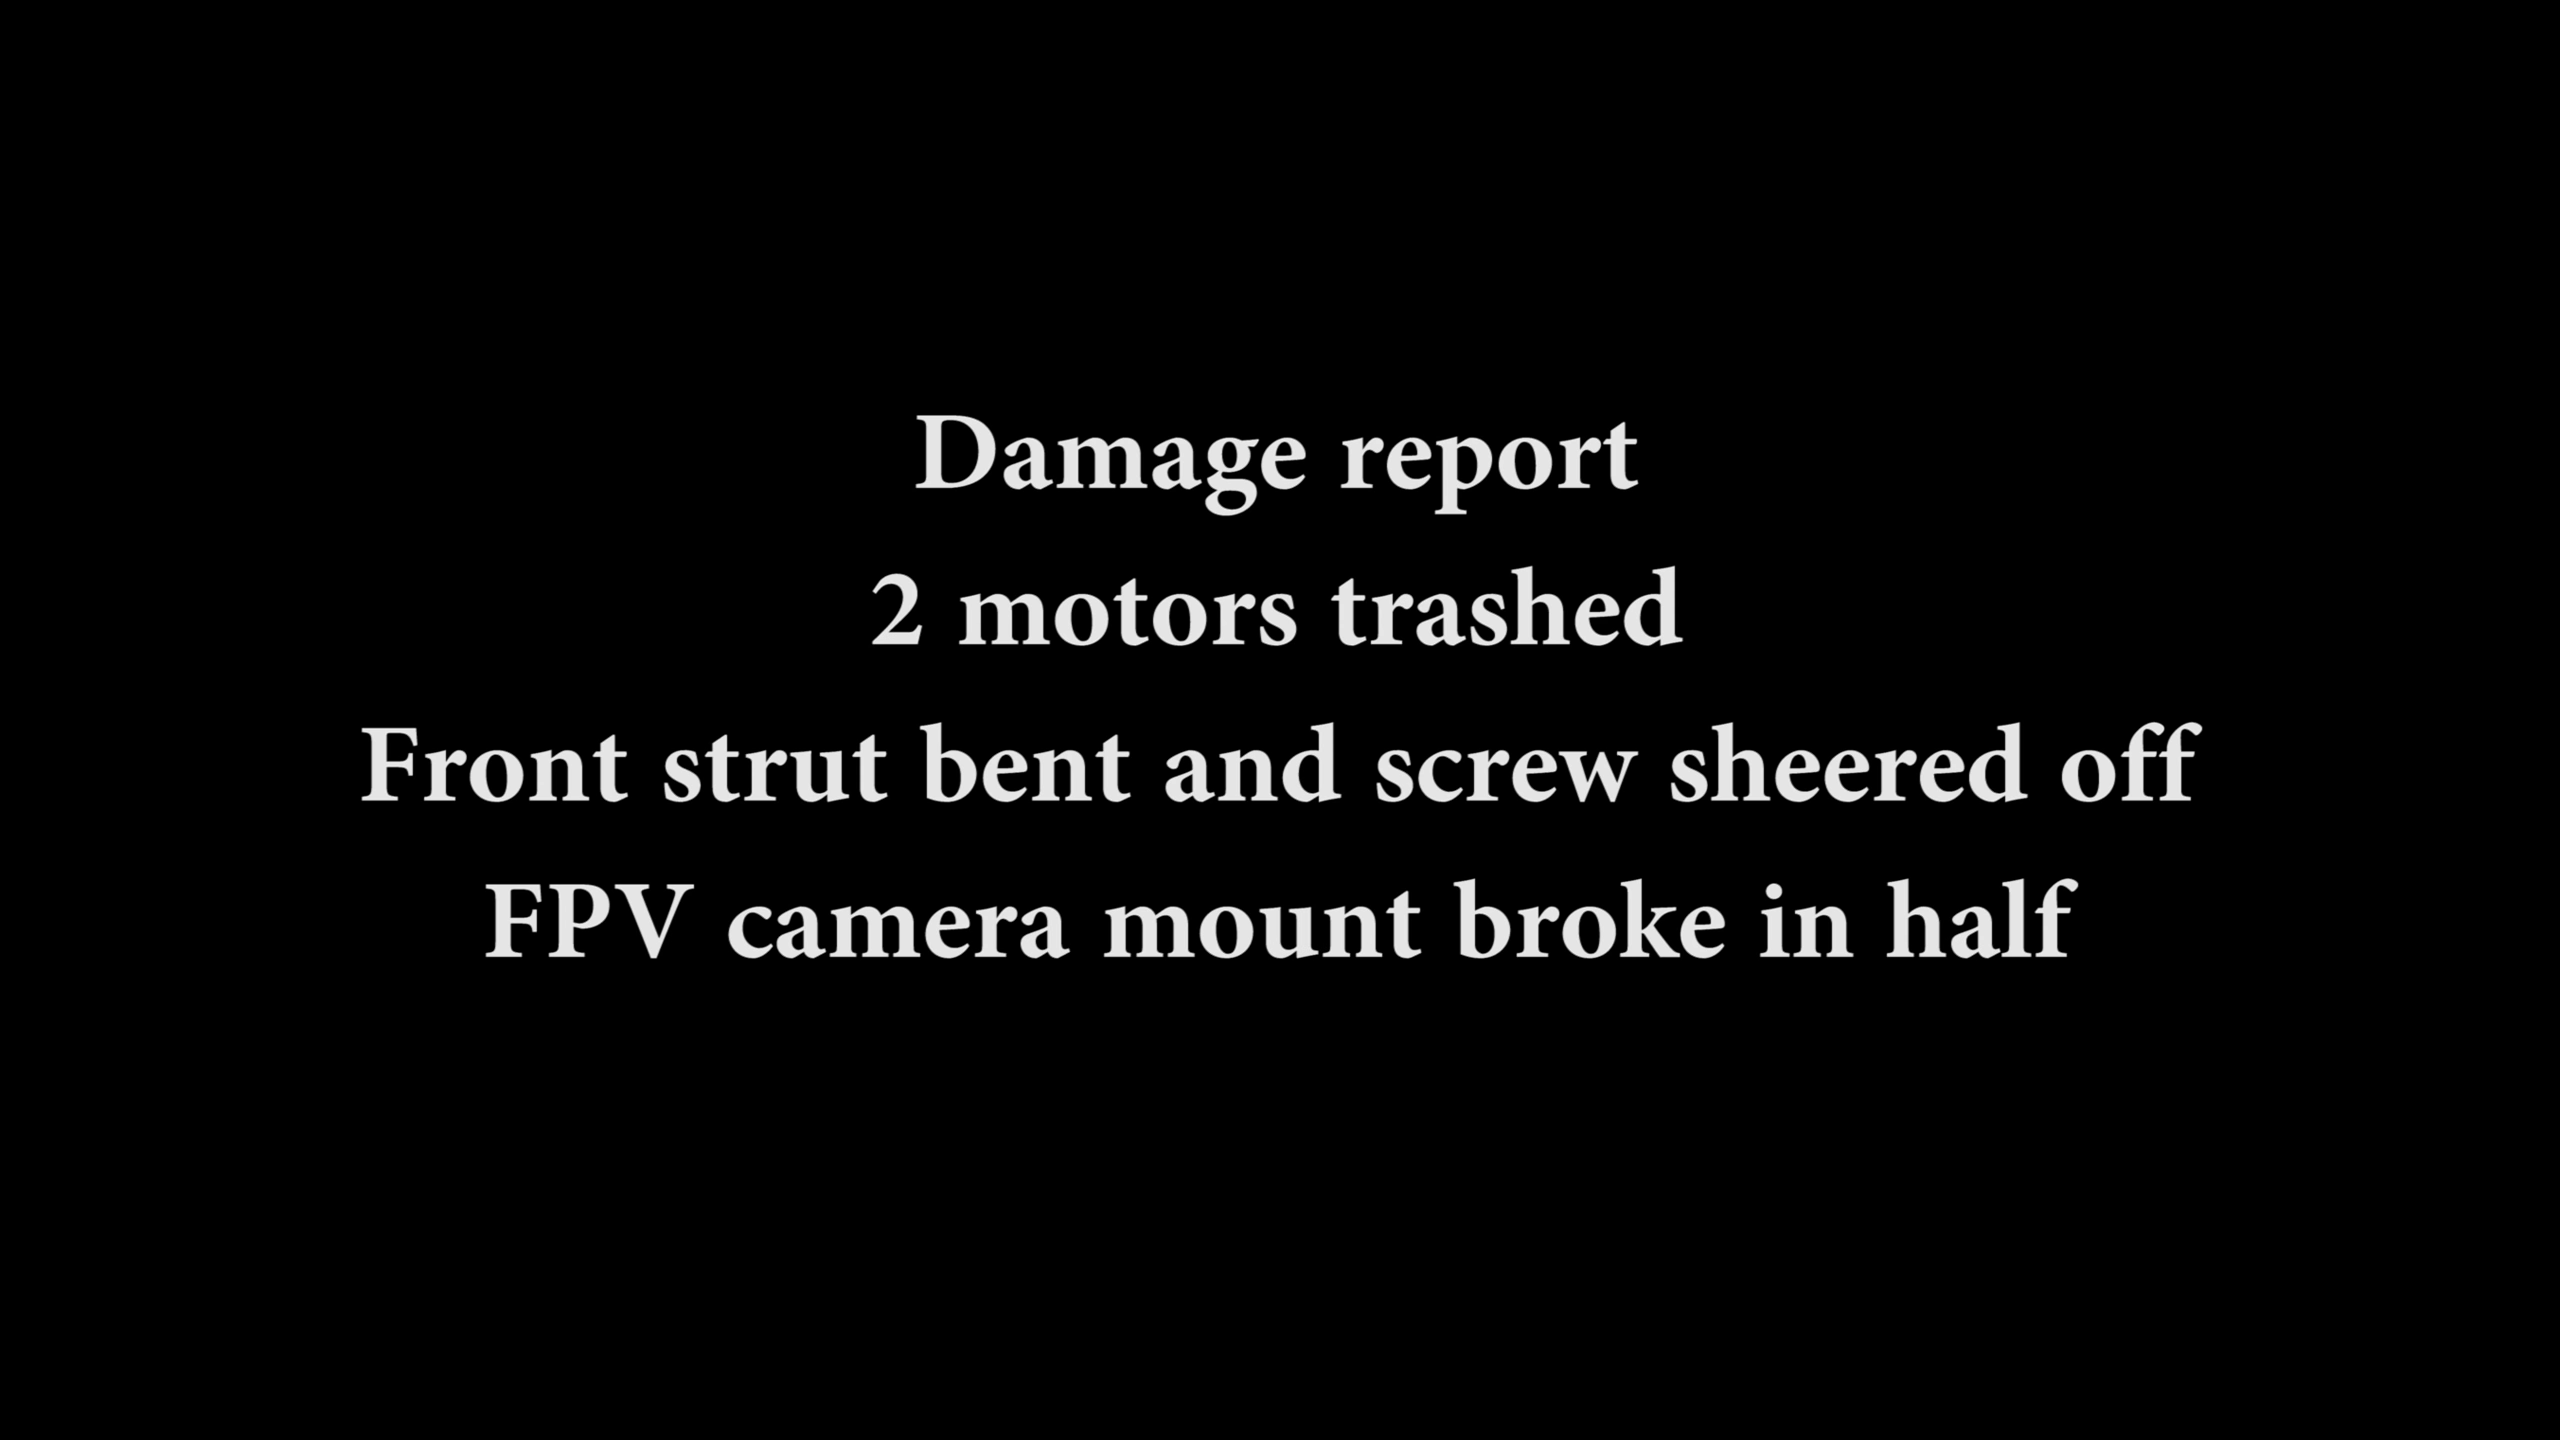 Damage report
2 motors trashed
Front strut bent and screw sheered off
FPV camera mount broke in half